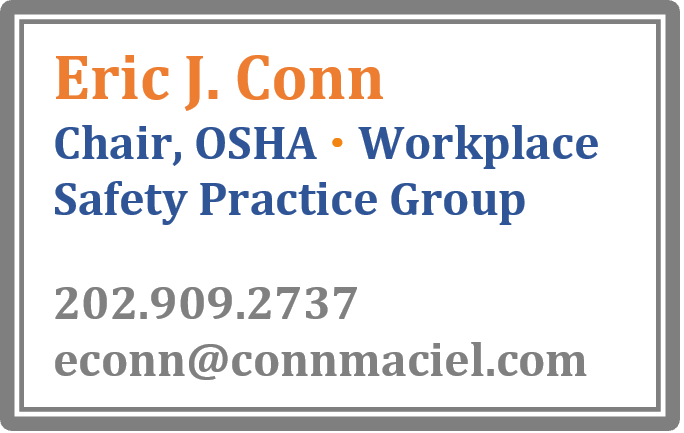 Eric J. Conn
Chair, OSHA • Workplace
Safety Practice Group
202.909.2737
econn@connmaciel.com